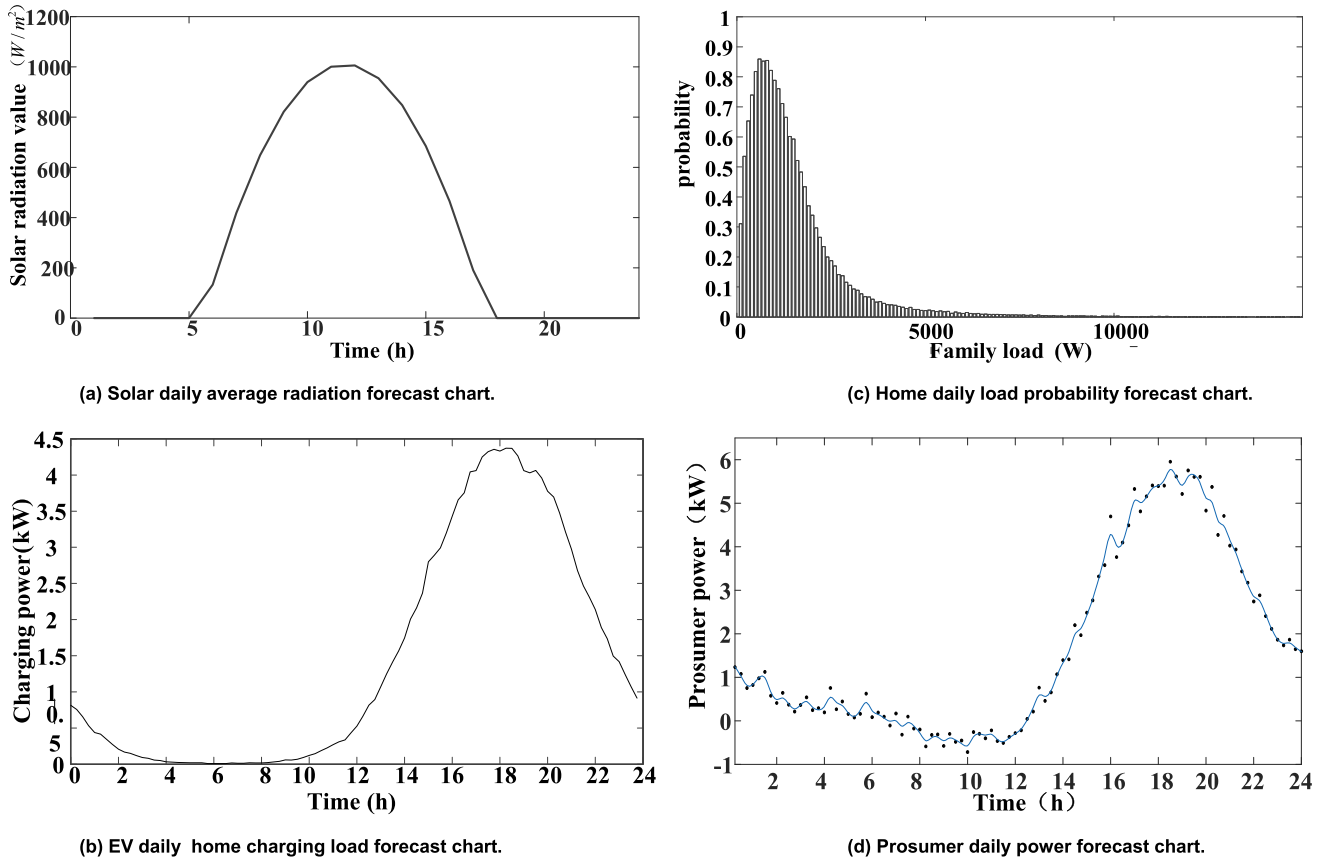 1200
1000
800
600
400
200
0
Solar radiation value (W/m²)
0 5 10 15 20
Time (h)
(a) Solar daily average radiation forecast chart.
1
0.9
0.8
0.7
0.6
0.5
0.4
0.3
0.2
0.1
0
probability
0 5000 10000
Family load (W)
(c) Home daily load probability forecast chart.
4.5
4
3.5
3
2.5
2
1.5
1
0.
5
0
Charging power(kW)
0 2 4 6 8 10 12 14 16 18 20 22 24
Time (h)
(b) EV daily home charging load forecast chart.
6
5
4
3
2
1
0
-1
Prosumer power（kW）
2 4 6 8 10 12 14 16 18 20 22 24
Time（h）
(d) Prosumer daily power forecast chart.